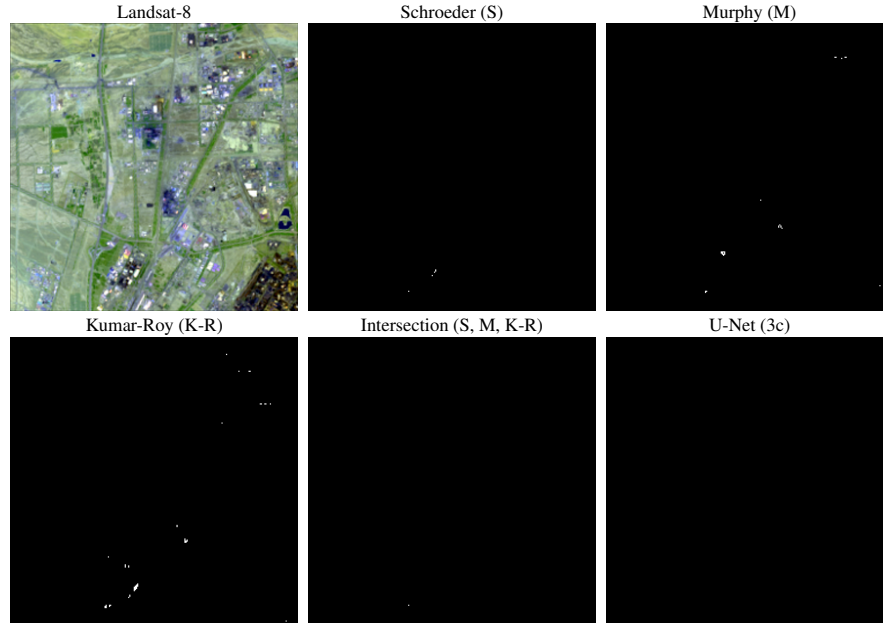 Landsat-8
Schroeder (S)
Murphy (M)
Kumar-Roy (K-R)
Intersection (S, M, K-R)
U-Net (3c)